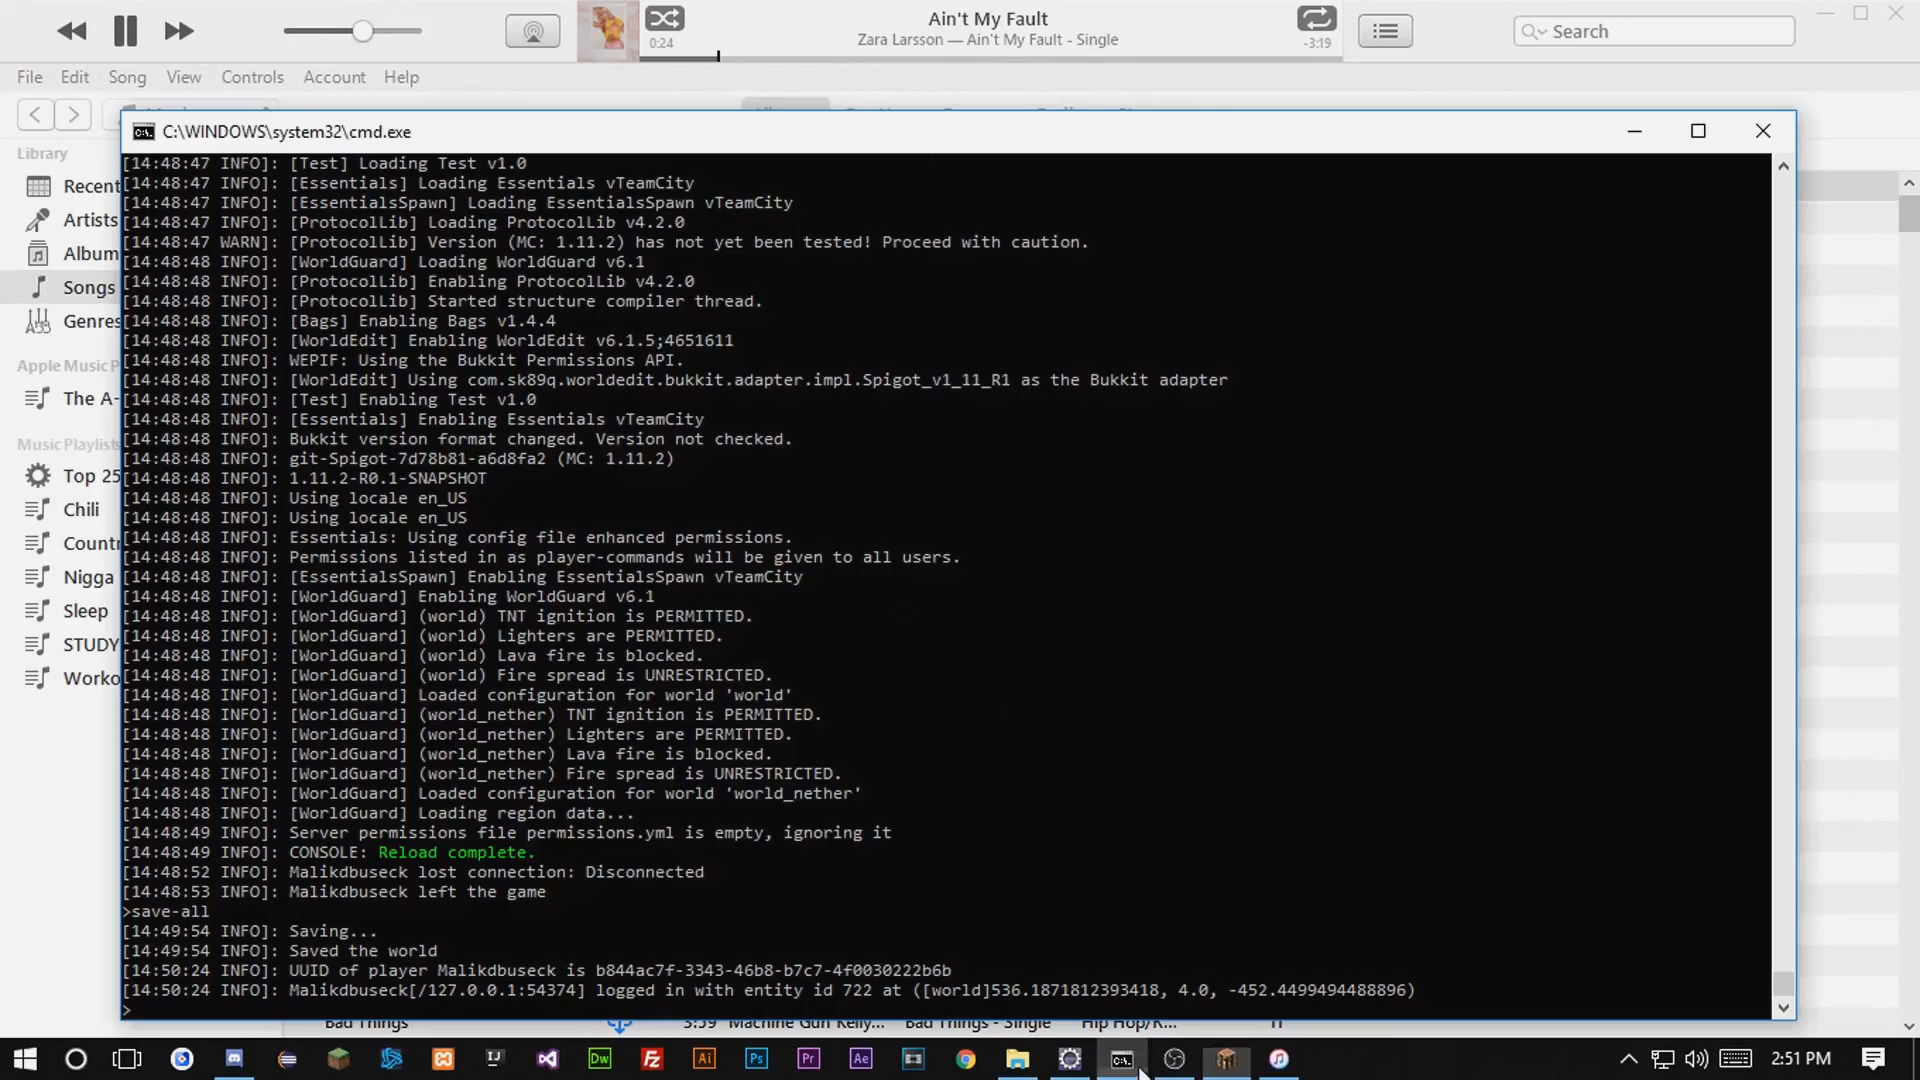 Ain't My Fault
0:24
Zara Larsson — Ain't My Fault - Single
-3:19
Search
File Edit Song View Controls Account Help
C:\WINDOWS\system32\cmd.exe
Library
Recent
Artists
Album
Songs
Genres
Apple Music P
The A-
Music Playlists
Top 25
Chili
Countr
Nigga
Sleep
STUDY
Worko
[14:48:47 INFO]: [Test] Loading Test v1.0
[14:48:47 INFO]: [Essentials] Loading Essentials vTeamCity
[14:48:47 INFO]: [EssentialsSpawn] Loading EssentialsSpawn vTeamCity
[14:48:47 INFO]: [ProtocolLib] Loading ProtocolLib v4.2.0
[14:48:47 WARN]: [ProtocolLib] Version (MC: 1.11.2) has not yet been tested! Proceed with caution.
[14:48:47 INFO]: [WorldGuard] Loading WorldGuard v6.1
[14:48:48 INFO]: [ProtocolLib] Enabling ProtocolLib v4.2.0
[14:48:48 INFO]: [ProtocolLib] Started structure compiler thread.
[14:48:48 INFO]: [Bags] Enabling Bags v1.4.4
[14:48:48 INFO]: [WorldEdit] Enabling WorldEdit v6.1.5;4651611
[14:48:48 INFO]: WEPIF: Using the Bukkit Permissions API.
[14:48:48 INFO]: [WorldEdit] Using com.sk89q.worldedit.bukkit.adapter.impl.Spigot_v1_11_R1 as the Bukkit adapter
[14:48:48 INFO]: [Test] Enabling Test v1.0
[14:48:48 INFO]: [Essentials] Enabling Essentials vTeamCity
[14:48:48 INFO]: Bukkit version format changed. Version not checked.
[14:48:48 INFO]: git-Spigot-7d78b81-a6d8fa2 (MC: 1.11.2)
[14:48:48 INFO]: 1.11.2-R0.1-SNAPSHOT
[14:48:48 INFO]: Using locale en_US
[14:48:48 INFO]: Using locale en_US
[14:48:48 INFO]: Essentials: Using config file enhanced permissions.
[14:48:48 INFO]: Permissions listed in as player-commands will be given to all users.
[14:48:48 INFO]: [EssentialsSpawn] Enabling EssentialsSpawn vTeamCity
[14:48:48 INFO]: [WorldGuard] Enabling WorldGuard v6.1
[14:48:48 INFO]: [WorldGuard] (world) TNT ignition is PERMITTED.
[14:48:48 INFO]: [WorldGuard] (world) Lighters are PERMITTED.
[14:48:48 INFO]: [WorldGuard] (world) Lava fire is blocked.
[14:48:48 INFO]: [WorldGuard] (world) Fire spread is UNRESTRICTED.
[14:48:48 INFO]: [WorldGuard] Loaded configuration for world 'world'
[14:48:48 INFO]: [WorldGuard] (world_nether) TNT ignition is PERMITTED.
[14:48:48 INFO]: [WorldGuard] (world_nether) Lighters are PERMITTED.
[14:48:48 INFO]: [WorldGuard] (world_nether) Lava fire is blocked.
[14:48:48 INFO]: [WorldGuard] (world_nether) Fire spread is UNRESTRICTED.
[14:48:48 INFO]: [WorldGuard] Loaded configuration for world 'world_nether'
[14:48:48 INFO]: [WorldGuard] Loading region data...
[14:48:49 INFO]: Server permissions file permissions.yml is empty, ignoring it
[14:48:49 INFO]: CONSOLE: Reload complete.
[14:48:52 INFO]: Malikdbuseck lost connection: Disconnected
[14:48:53 INFO]: Malikdbuseck left the game
>save-all
[14:49:54 INFO]: Saving...
[14:49:54 INFO]: Saved the world
[14:50:24 INFO]: UUID of player Malikdbuseck is b844ac7f-3343-46b8-b7c7-4f0030222b6b
[14:50:24 INFO]: Malikdbuseck[/127.0.0.1:54374] logged in with entity id 722 at ([world]536.1871812393418, 4.0, -452.4499494488896)
>
Bad Things 3:59 Machine Gun Kelly... Bad Things - Single Hip Hop/R...
2:51 PM